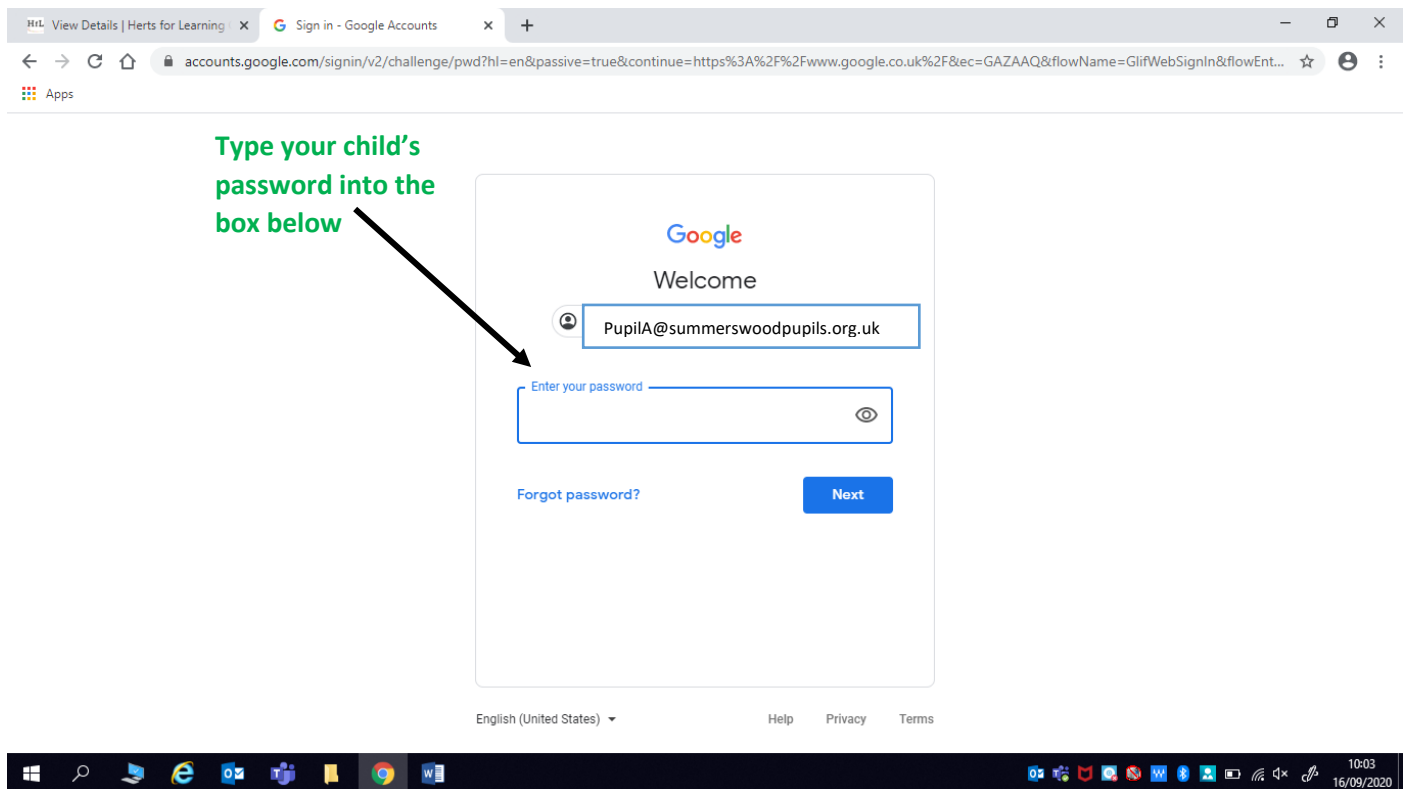 HfL View Details | Herts for Learning
Sign in - Google Accounts
accounts.google.com/signin/v2/challenge/pwd?hl=en&passive=true&continue=https%3A%2F%2Fwww.google.co.uk%2F&ec=GAZAAQ&flowName=GlifWebSignIn&flowEnt...
Apps
Type your child's
password into the
box below
Google
Welcome
PupilA@summerswoodpupils.org.uk
Enter your password
Forgot password?
Next
English (United States)
Help Privacy Terms
10:03
16/09/2020